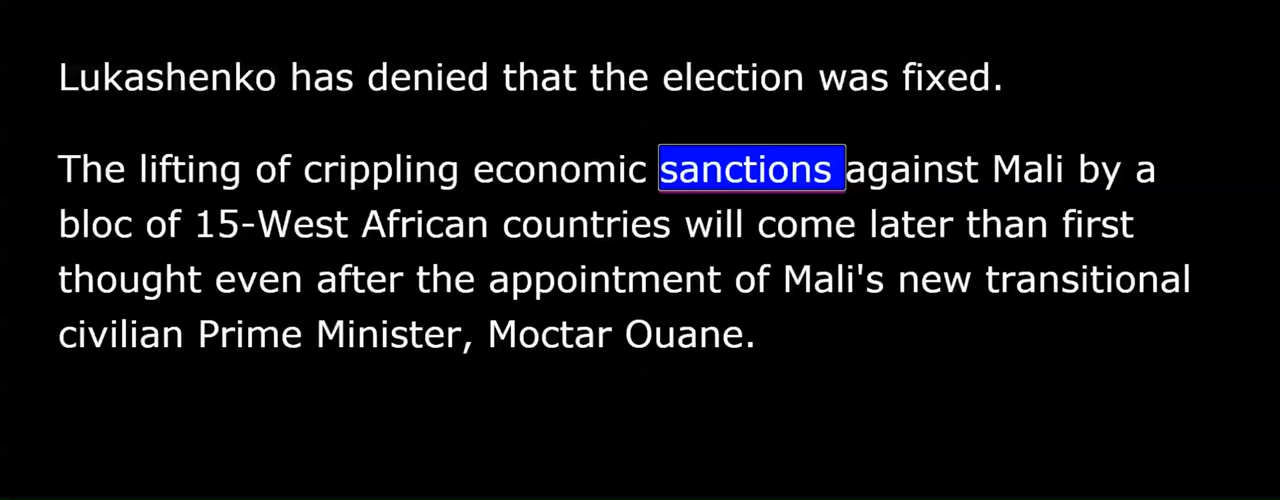 Lukashenko has denied that the election was fixed.
The lifting of crippling economic sanctions against Mali by a
bloc of 15-West African countries will come later than first
thought even after the appointment of Mali's new transitional
civilian Prime Minister, Moctar Ouane.